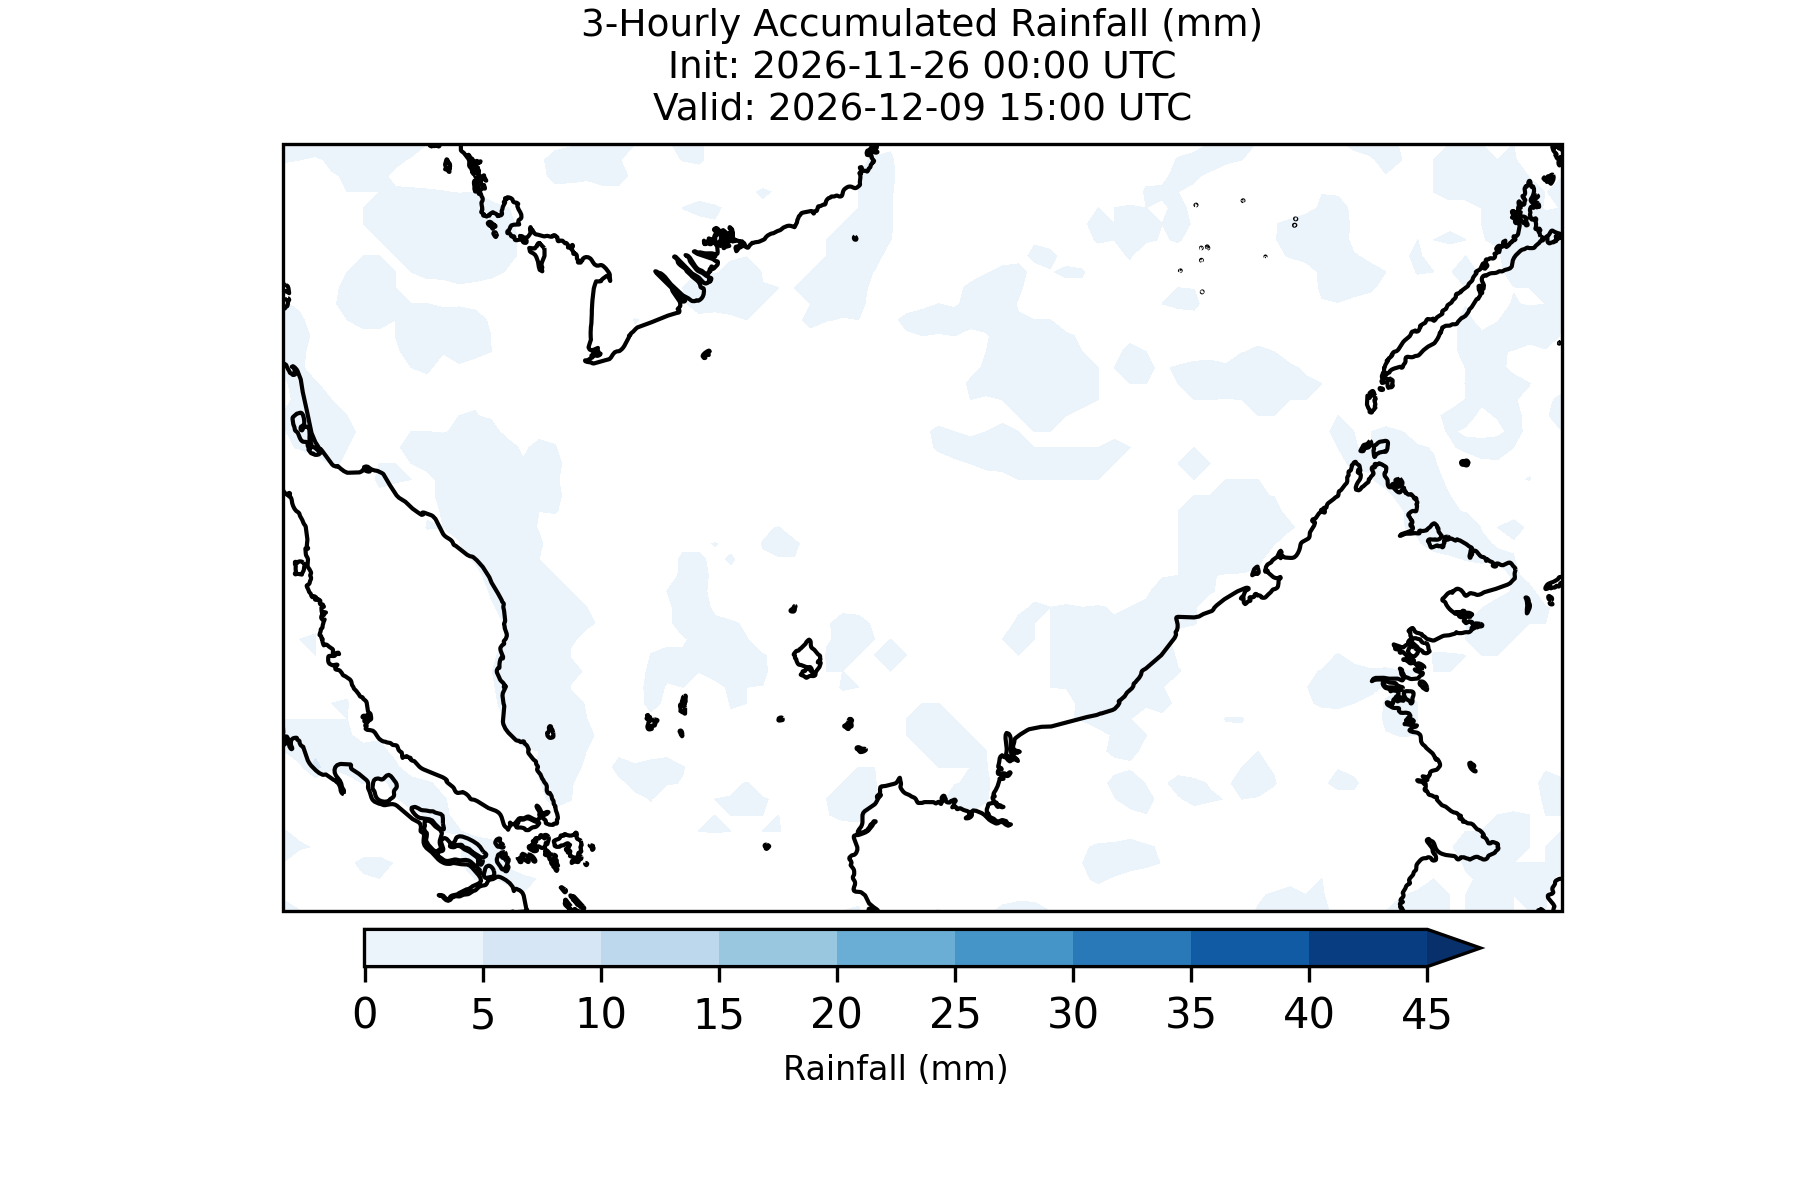 3-Hourly Accumulated Rainfall (mm)
Init: 2026-11-26 00:00 UTC
Valid: 2026-12-09 15:00 UTC
0 5 10 15 20 25 30 35 40 45
Rainfall (mm)